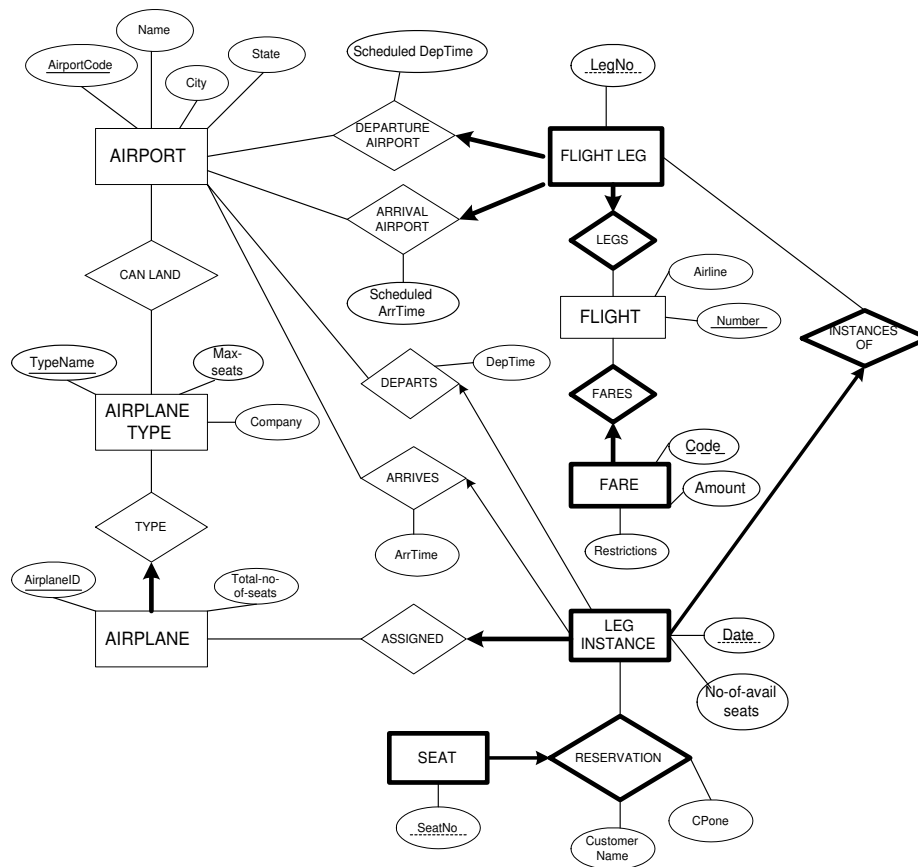 Name
State
Scheduled DepTime
LegNo
AirportCode
City
AIRPORT
DEPARTURE
AIRPORT
FLIGHT LEG
ARRIVAL
AIRPORT
LEGS
CAN LAND
Airline
Scheduled
ArrTime
FLIGHT
Number
INSTANCES
OF
TypeName
Max-
seats
DEPARTS
DepTime
FARES
AIRPLANE
TYPE
Company
Code
ARRIVES
FARE
Amount
TYPE
ArrTime
Restrictions
AirplaneID
Total-no-
of-seats
AIRPLANE
ASSIGNED
LEG
INSTANCE
Date
No-of-avail
seats
SEAT
RESERVATION
SeatNo
Customer
Name
CPone